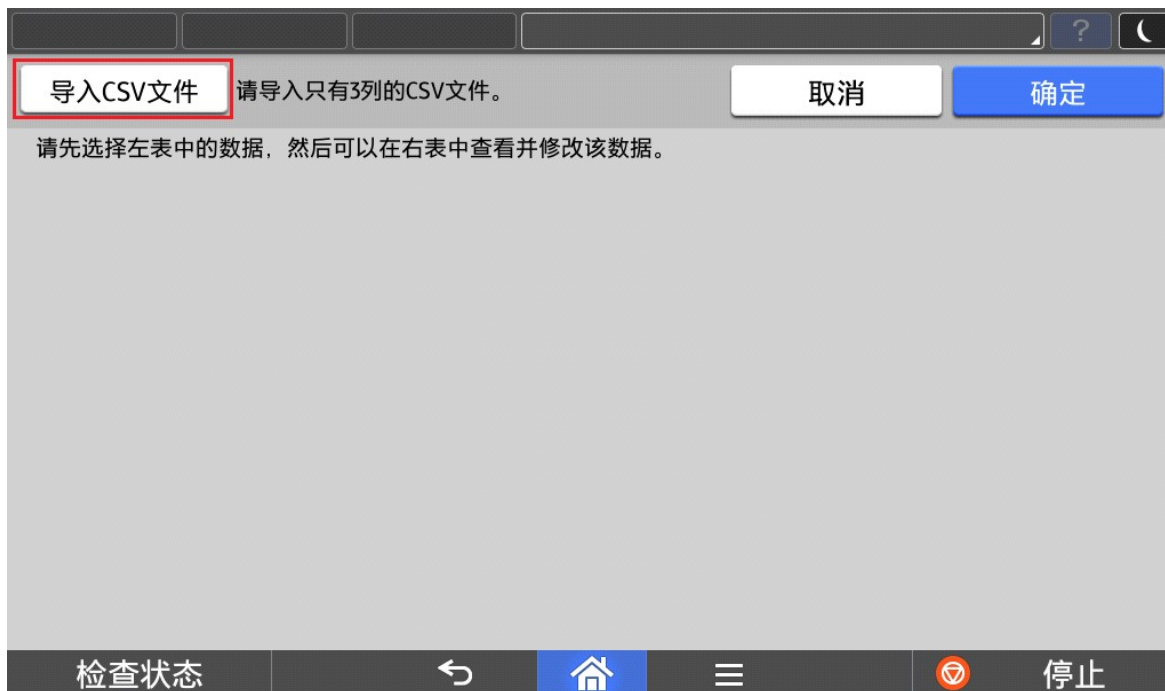 ?
导入CSV文件 请导入只有3列的CSV文件。 取消 确定
请先选择左表中的数据，然后可以在右表中查看并修改该数据。
检查状态 停止